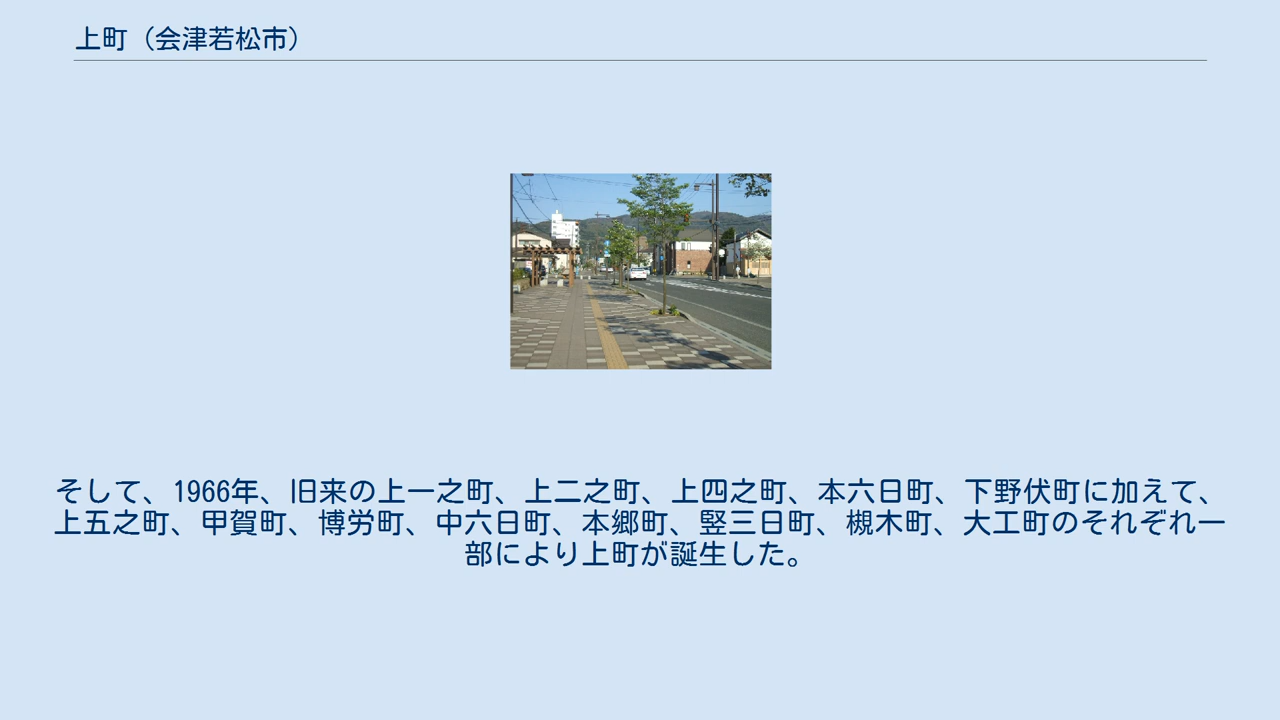 上町（会津若松市）
そして、1966年、旧来の上一之町、上二之町、上四之町、本六日町、下野伏町に加えて、
上五之町、甲賀町、博労町、中六日町、本郷町、竪三日町、槻木町、大工町のそれぞれ一
部により上町が誕生した。